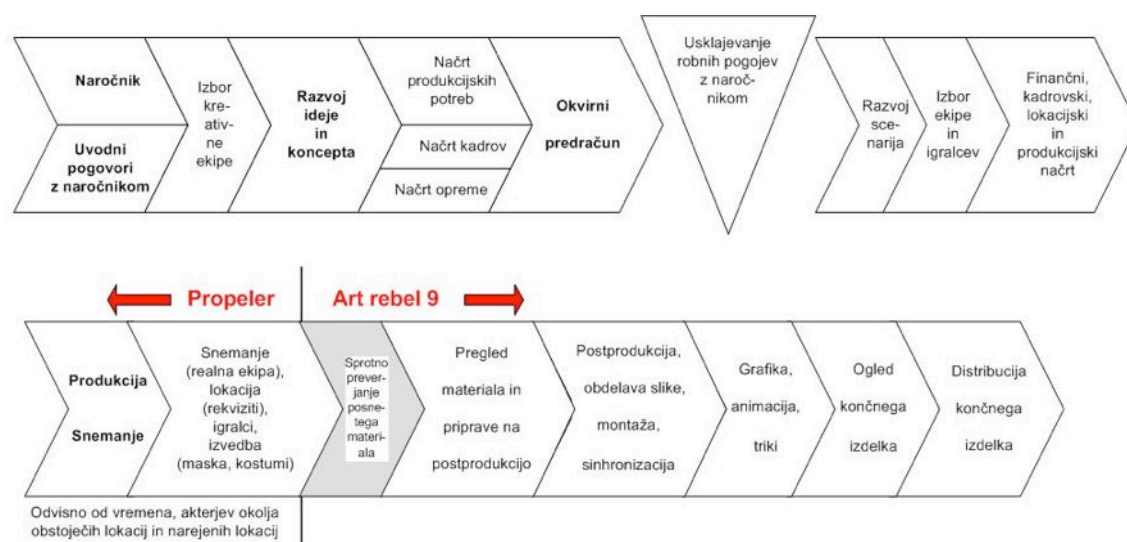 Naročnik
Uvodni
pogovori
z naročnikom
Izbor
kre-
ativ-
ne
ekipe
Razvoj
ideje
in
koncepta
Načrt
produkcijskih
potreb
Načrt kadrov
Načrt opreme
Okvirni
predračun
Usklajevanje
robnih pogojev
z naroč-
nikom
Razvoj
sce-
narija
Izbor
ekipe
in
igralcev
Finančni,
kadrovski,
lokacijski
in
produkcijski
načrt
Propeler
Art rebel 9
Produkcija
Snemanje
Snemanje
(realna ekipa),
lokacija
(rekviziti),
igralci,
izvedba
(maska, kostumi)
Sprotno
prever-
janje
posne-
tega
materi-
ala
Pregled
materiala in
priprave na
postprodukcijo
Postprodukcija,
obdelava slike,
montaža,
sinhronizacija
Grafika,
animacija,
triki
Ogled
končnega
izdelka
Distribucija
končnega
izdelka
Odvisno od vremena, akterjev okolja
obstoječih lokacij in narejenih lokacij